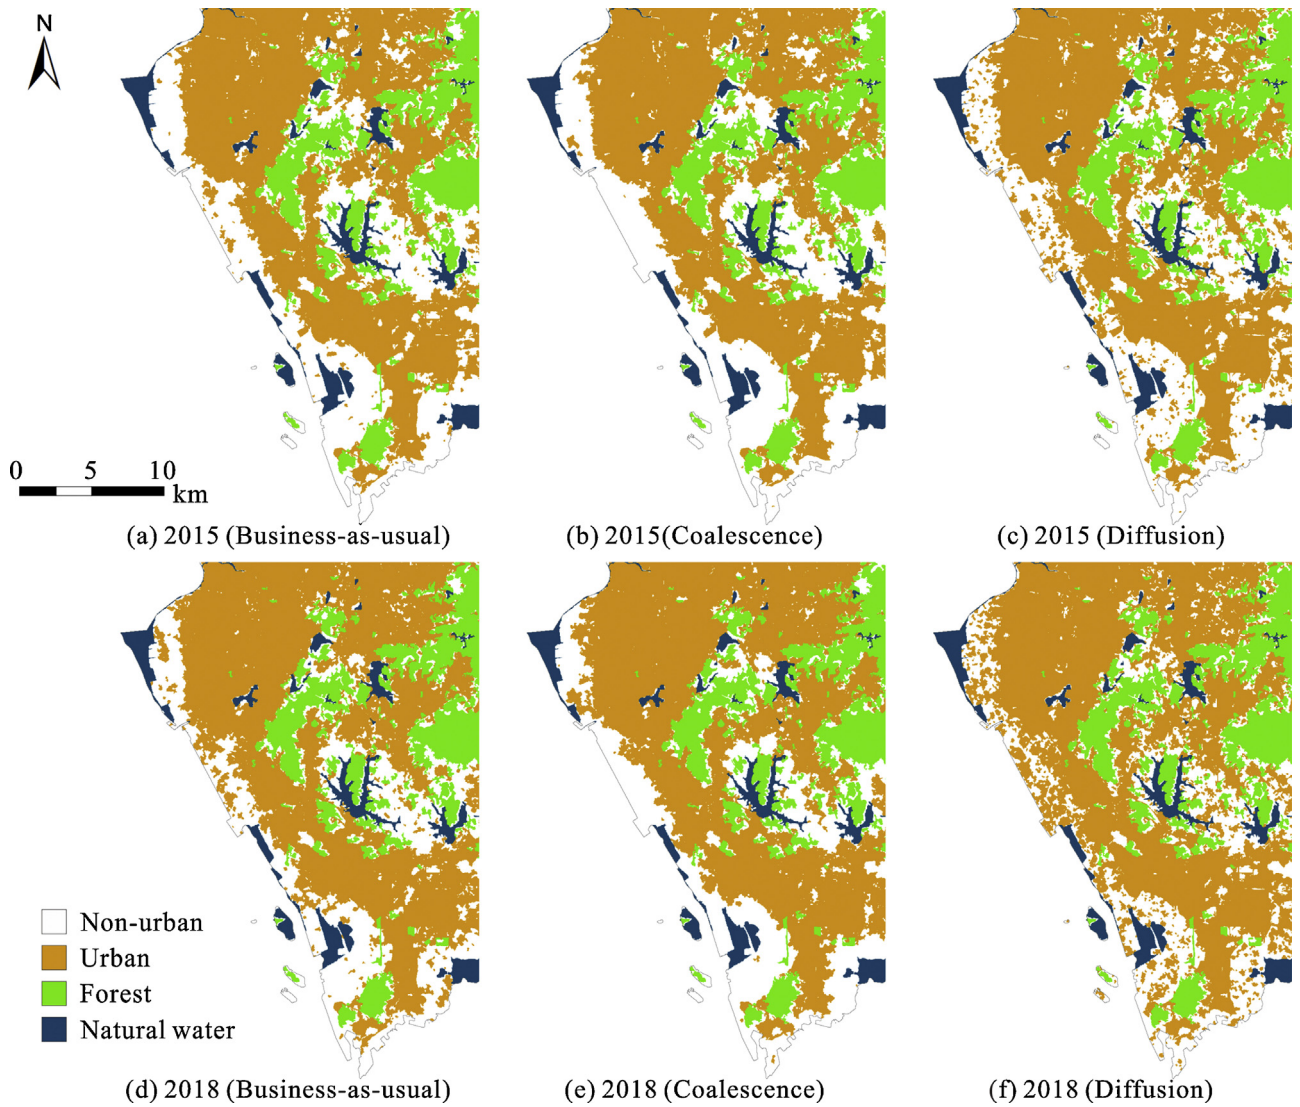 N
0 5 10
km
(a) 2015 (Business-as-usual)
(b) 2015(Coalescence)
(c) 2015 (Diffusion)
Non-urban
Urban
Forest
Natural water
(d) 2018 (Business-as-usual)
(e) 2018 (Coalescence)
(f) 2018 (Diffusion)